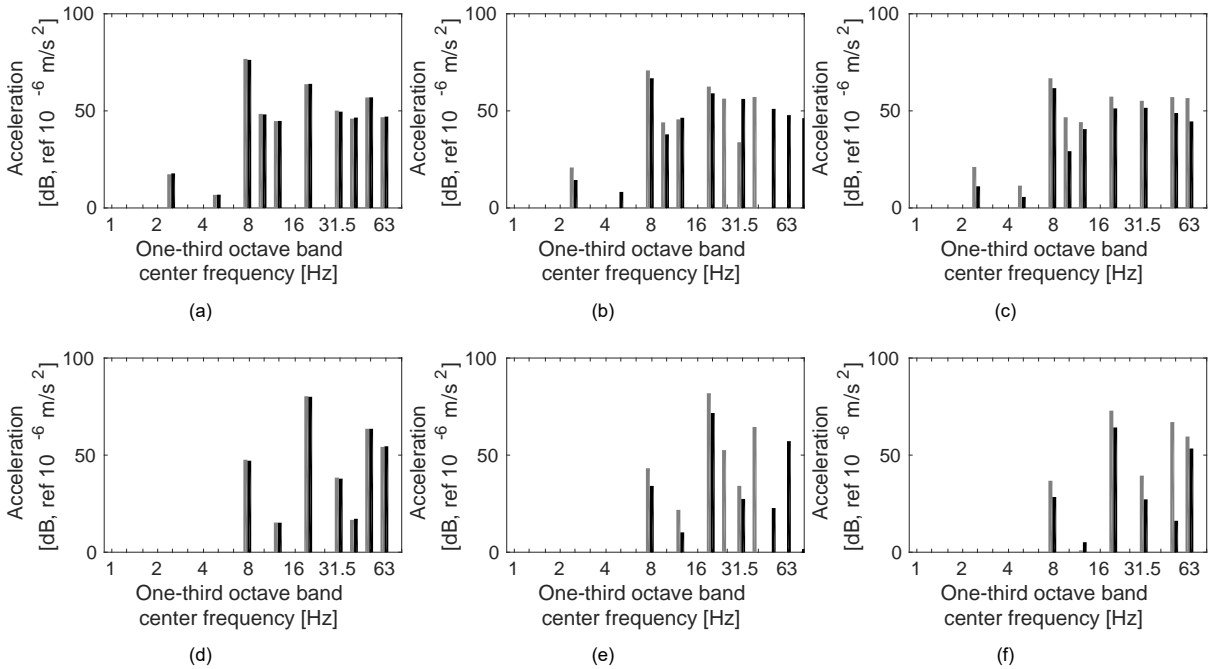 100
50
0
Acceleration
[dB, ref 10 -6 m/s 2]
1 2 4 8 16 31.5 63
One-third octave band
center frequency [Hz]
(a)
100
50
0
Acceleration
[dB, ref 10 -6 m/s 2]
1 2 4 8 16 31.5 63
One-third octave band
center frequency [Hz]
(b)
100
50
0
Acceleration
[dB, ref 10 -6 m/s 2]
1 2 4 8 16 31.5 63
One-third octave band
center frequency [Hz]
(c)
100
50
0
Acceleration
[dB, ref 10 -6 m/s 2]
1 2 4 8 16 31.5 63
One-third octave band
center frequency [Hz]
(d)
100
50
0
Acceleration
[dB, ref 10 -6 m/s 2]
1 2 4 8 16 31.5 63
One-third octave band
center frequency [Hz]
(e)
100
50
0
Acceleration
[dB, ref 10 -6 m/s 2]
1 2 4 8 16 31.5 63
One-third octave band
center frequency [Hz]
(f)